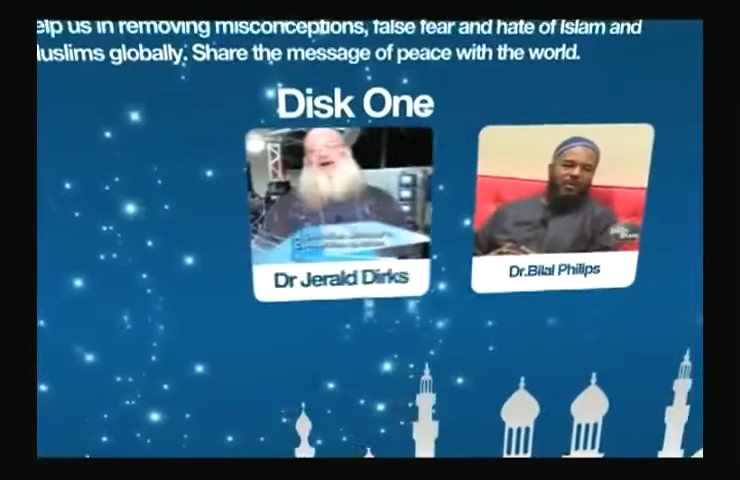 elp us in removing misconceptions, false fear and hate of Islam and
uslims globally. Share the message of peace with the world.
Disk One
Dr Jerald Dirks
Dr.Bilal Philips